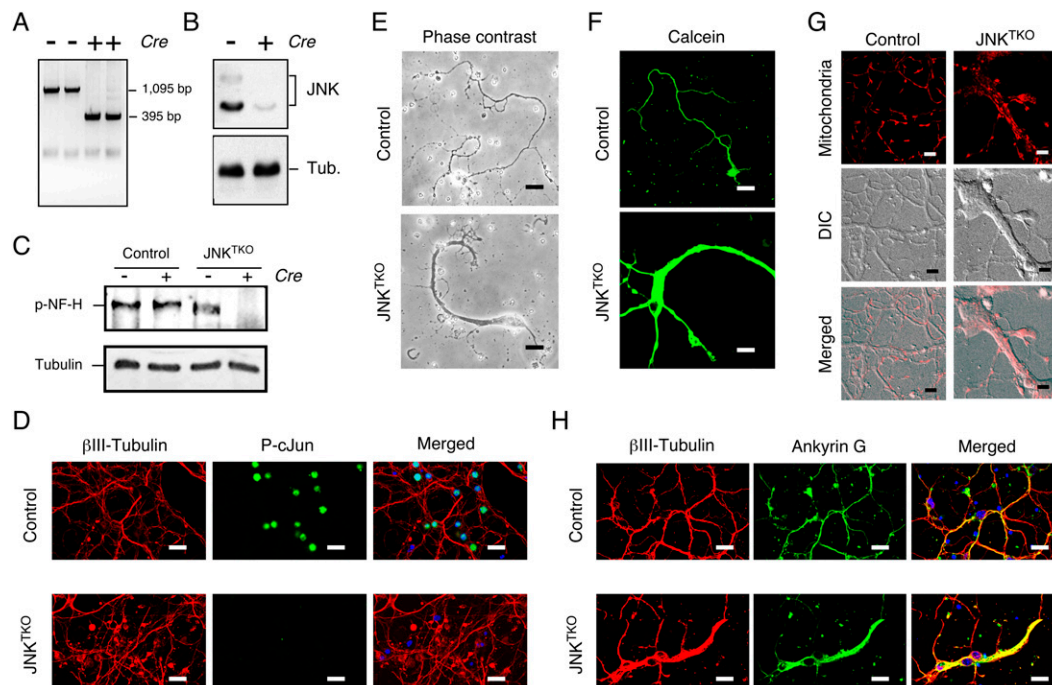 A
- - + + Cre
1,095 bp
395 bp
B
- + Cre
JNK
Tub.
C
Control JNKTKO
- + - + Cre
p-NF-H
Tubulin
D
βIII-Tubulin P-cJun Merged
Control
JNKTKO
E
Phase contrast
Control
JNKTKO
F
Calcein
Control
JNKTKO
G
Control JNKTKO
Mitochondria
DIC
Merged
H
βIII-Tubulin Ankyrin G Merged
Control
JNKTKO